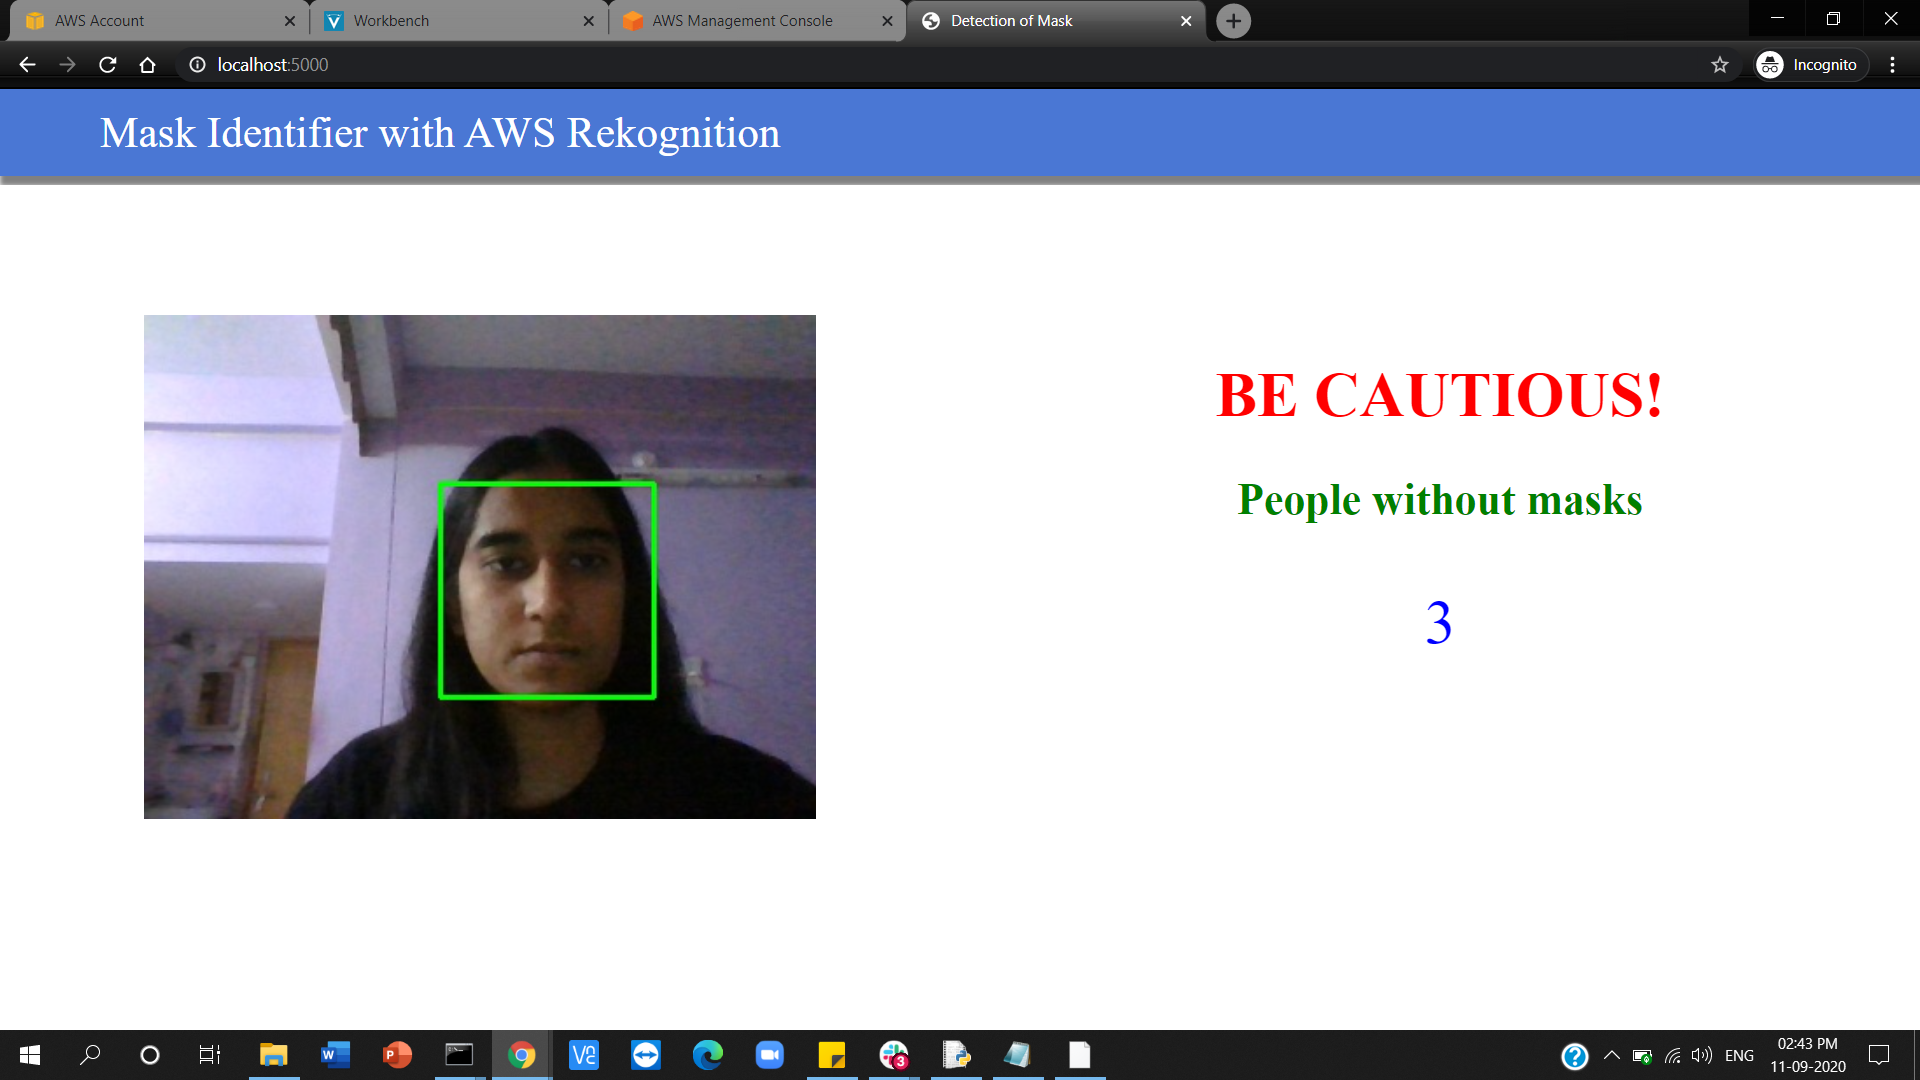 AWS Account
Workbench
AWS Management Console
Detection of Mask
localhost:5000
Incognito
Mask Identifier with AWS Rekognition
BE CAUTIOUS!
People without masks
3
3
ENG
02:43 PM
11-09-2020